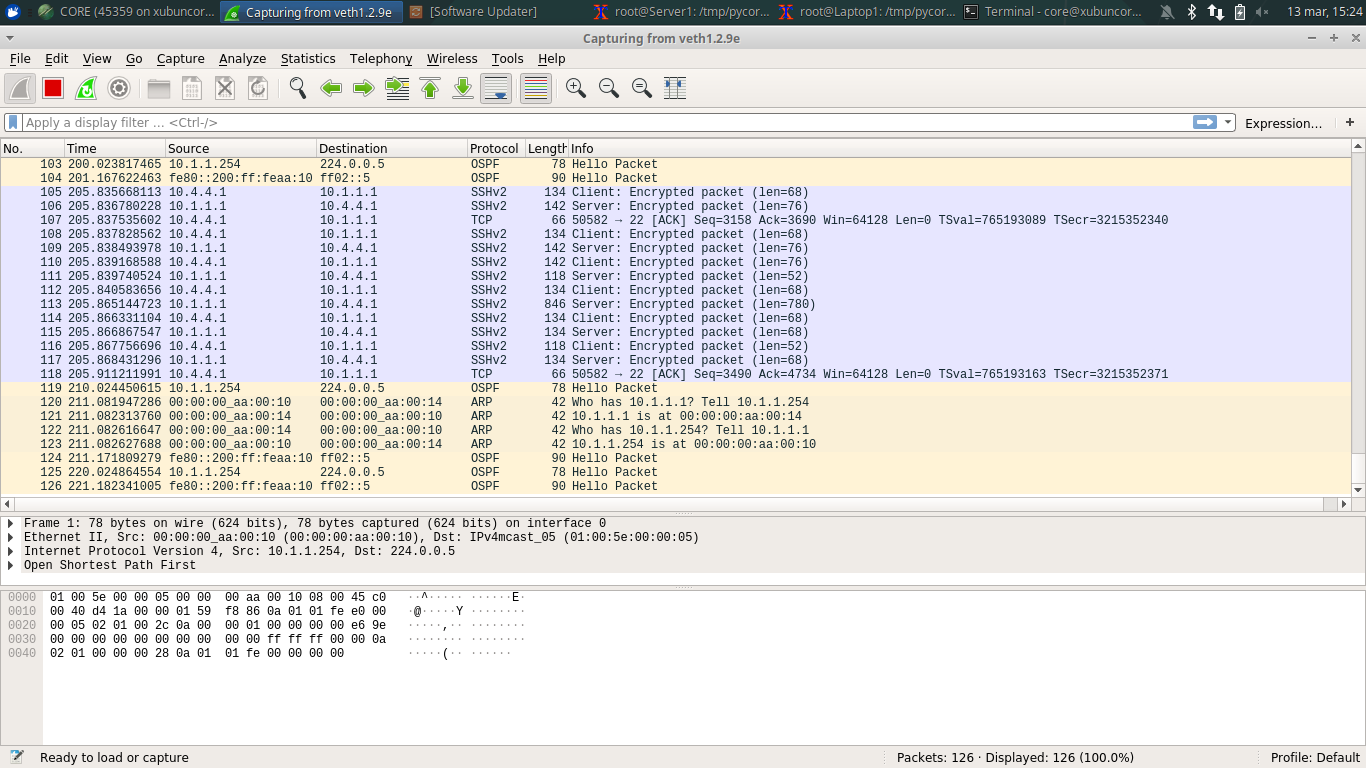 CORE (45359 on xubuncor... Capturing from veth1.2.9e [Software Updater] root@Server1: /tmp/pycor... root@Laptop1: /tmp/pycor... Terminal - core@xubuncor... 13 mar, 15:24
Capturing from veth1.2.9e
File Edit View Go Capture Analyze Statistics Telephony Wireless Tools Help
Apply a display filter ... <Ctrl-/> Expression... +
No. Time Source Destination Protocol Length Info
103 200.023817465 10.1.1.254 224.0.0.5 OSPF 78 Hello Packet
104 201.167622463 fe80::200:ff:feaa:10 ff02::5 OSPF 90 Hello Packet
105 205.835668113 10.4.4.1 10.1.1.1 SSHv2 134 Client: Encrypted packet (len=68)
106 205.836780228 10.1.1.1 10.4.4.1 SSHv2 142 Server: Encrypted packet (len=76)
107 205.837535602 10.4.4.1 10.1.1.1 TCP 66 50582 → 22 [ACK] Seq=3158 Ack=3690 Win=64128 Len=0 TSval=765193089 TSecr=3215352340
108 205.837828562 10.4.4.1 10.1.1.1 SSHv2 134 Client: Encrypted packet (len=68)
109 205.838493978 10.1.1.1 10.4.4.1 SSHv2 142 Server: Encrypted packet (len=76)
110 205.839168588 10.1.1.1 10.4.4.1 SSHv2 142 Server: Encrypted packet (len=76)
111 205.839740524 10.1.1.1 10.4.4.1 SSHv2 118 Server: Encrypted packet (len=52)
112 205.840583656 10.4.4.1 10.1.1.1 SSHv2 134 Client: Encrypted packet (len=68)
113 205.865144723 10.1.1.1 10.4.4.1 SSHv2 846 Server: Encrypted packet (len=780)
114 205.866331104 10.4.4.1 10.1.1.1 SSHv2 134 Client: Encrypted packet (len=68)
115 205.866867547 10.1.1.1 10.4.4.1 SSHv2 134 Server: Encrypted packet (len=68)
116 205.867756696 10.4.4.1 10.1.1.1 SSHv2 118 Client: Encrypted packet (len=52)
117 205.868431296 10.1.1.1 10.4.4.1 SSHv2 134 Server: Encrypted packet (len=68)
118 205.911211991 10.4.4.1 10.1.1.1 TCP 66 50582 → 22 [ACK] Seq=3490 Ack=4734 Win=64128 Len=0 TSval=765193163 TSecr=3215352371
119 210.024450615 10.1.1.254 224.0.0.5 OSPF 78 Hello Packet
120 211.081947286 00:00:00_aa:00:10 00:00:00_aa:00:14 ARP 42 Who has 10.1.1.1? Tell 10.1.1.254
121 211.082313760 00:00:00_aa:00:14 00:00:00_aa:00:10 ARP 42 10.1.1.1 is at 00:00:00:aa:00:14
122 211.082616647 00:00:00_aa:00:14 00:00:00_aa:00:10 ARP 42 Who has 10.1.1.254? Tell 10.1.1.1
123 211.082627688 00:00:00_aa:00:10 00:00:00_aa:00:14 ARP 42 10.1.1.254 is at 00:00:00:aa:00:10
124 211.171809279 fe80::200:ff:feaa:10 ff02::5 OSPF 90 Hello Packet
125 220.024864554 10.1.1.254 224.0.0.5 OSPF 78 Hello Packet
126 221.182341005 fe80::200:ff:feaa:10 ff02::5 OSPF 90 Hello Packet
Frame 1: 78 bytes on wire (624 bits), 78 bytes captured (624 bits) on interface 0
Ethernet II, Src: 00:00:00_aa:00:10 (00:00:00:aa:00:10), Dst: IPv4mcast_05 (01:00:5e:00:00:05)
Internet Protocol Version 4, Src: 10.1.1.254, Dst: 224.0.0.5
Open Shortest Path First
0000 01 00 5e 00 00 05 00 00 00 aa 00 10 08 00 45 c0 ··^····· ······E·
0010 00 40 d4 1a 00 00 01 59 f8 86 0a 01 01 fe e0 00 ·@·····Y ········
0020 00 05 02 01 00 2c 0a 00 00 01 00 00 00 00 e6 9e ·····,·· ········
0030 00 00 00 00 00 00 00 00 00 00 ff ff ff 00 00 0a ········ ········
0040 02 01 00 00 00 28 0a 01 01 fe 00 00 00 00 ·····(·· ······
Ready to load or capture Packets: 126 · Displayed: 126 (100.0%) Profile: Default